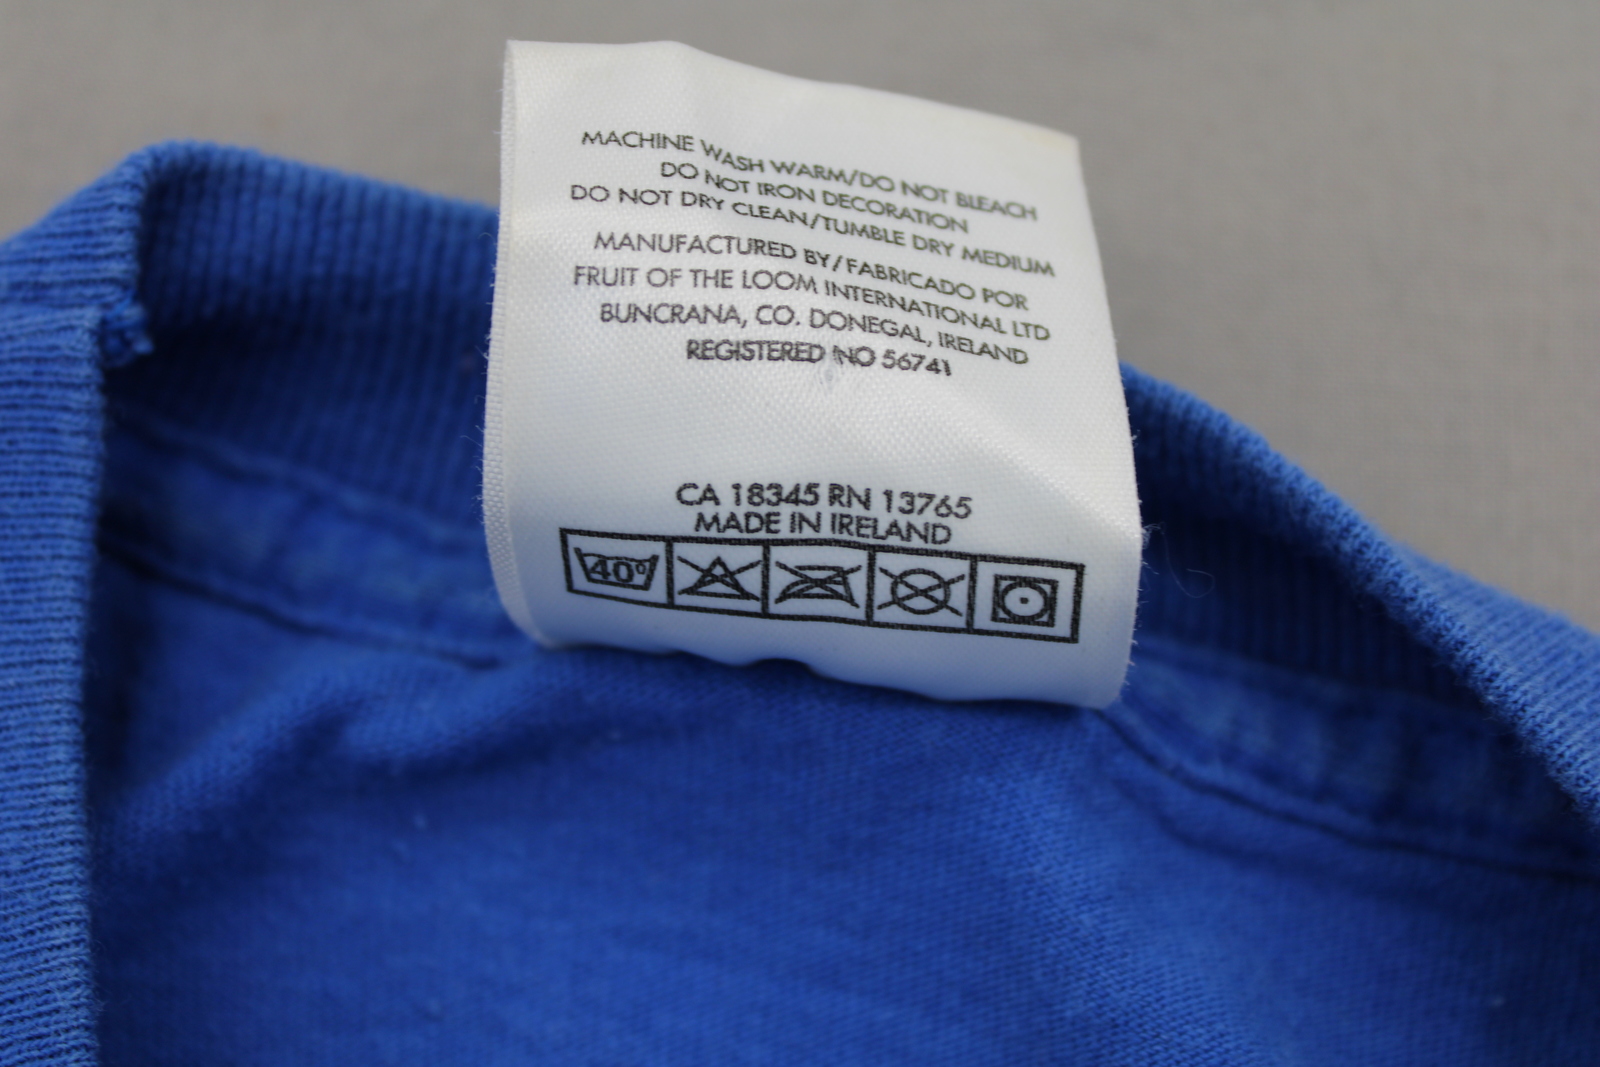 MACHINE WASH WARM/DO NOT BLEACH
DO NOT IRON DECORATION
DO NOT DRY CLEAN/TUMBLE DRY MEDIUM
MANUFACTURED BY/FABRICADO POR
FRUIT OF THE LOOM INTERNATIONAL LTD
BUNCRANA, CO. DONEGAL, IRELAND
REGISTERED NO 56741
CA 18345 RN 13765
MADE IN IRELAND
40°